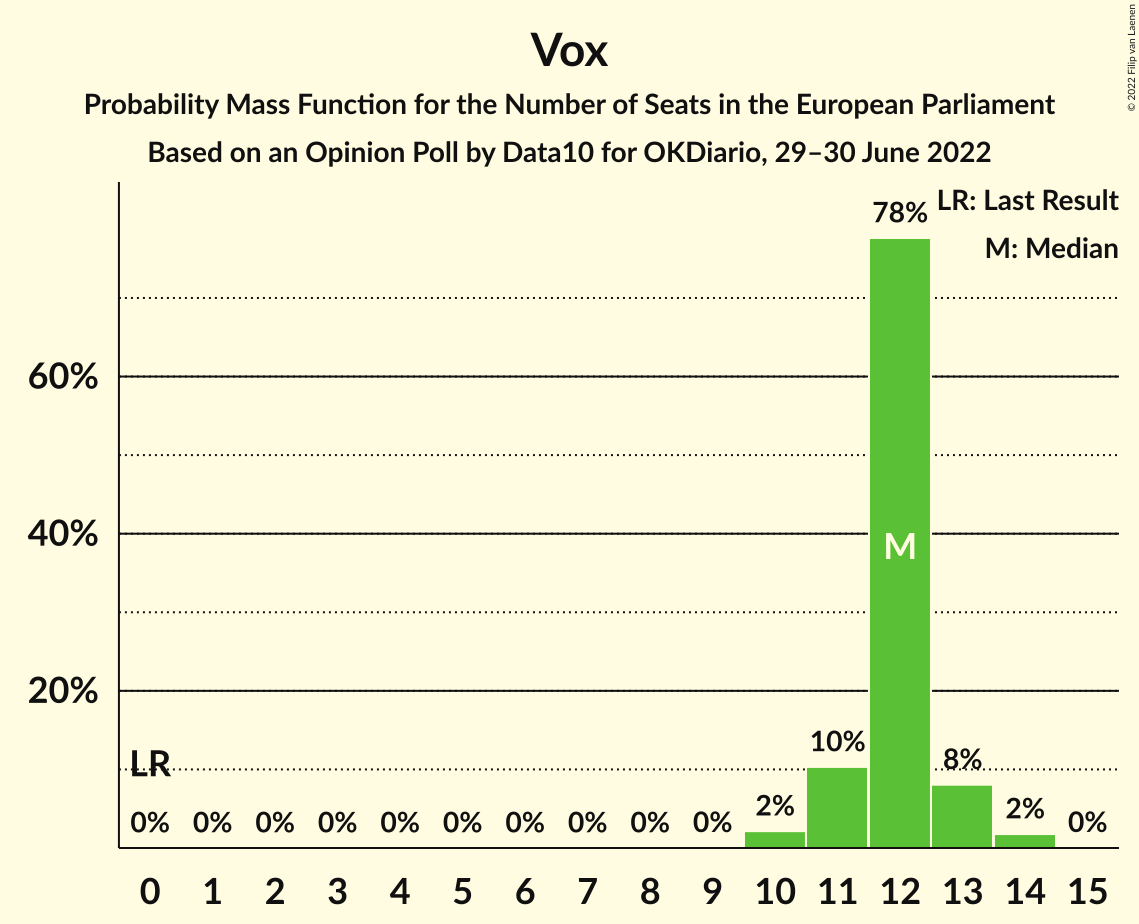 Vox
Probability Mass Function for the Number of Seats in the European Parliament
Based on an Opinion Poll by Data10 for OKDiario, 29–30 June 2022
© 2022 Filip van Laenen
LR: Last Result
M: Median
78%
60%
40%
M
20%
10%
LR
8%
2%
2%
0% 0% 0% 0% 0% 0% 0% 0% 0% 0% 0%
0 1 2 3 4 5 6 7 8 9 10 11 12 13 14 15